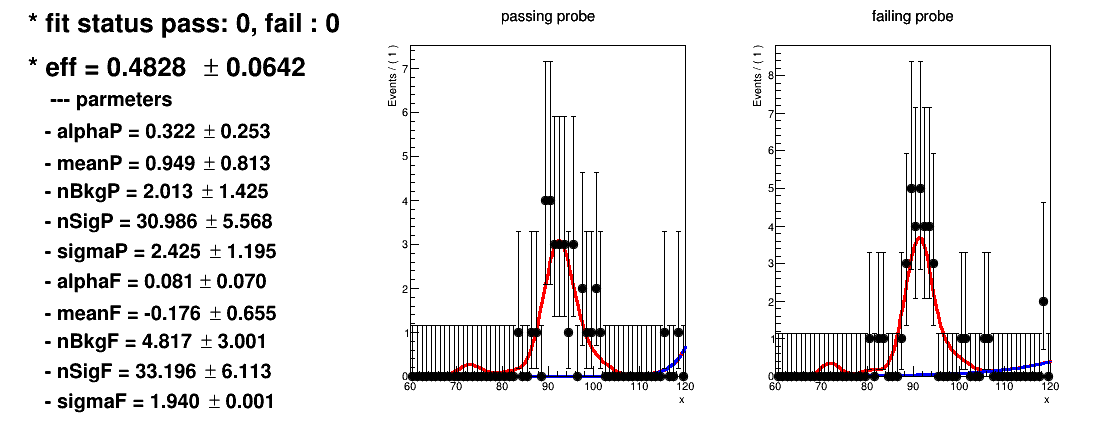 * fit status pass: 0, fail : 0
* eff = 0.4828 ± 0.0642
--- parmeters
- alphaP = 0.322 ± 0.253
- meanP = 0.949 ± 0.813
- nBkgP = 2.013 ± 1.425
- nSigP = 30.986 ± 5.568
- sigmaP = 2.425 ± 1.195
- alphaF = 0.081 ± 0.070
- meanF = -0.176 ± 0.655
- nBkgF = 4.817 ± 3.001
- nSigF = 33.196 ± 6.113
- sigmaF = 1.940 ± 0.001
passing probe
Events / ( 1 )
7
6
5
4
3
2
1
0
60 70 80 90 100 110 120
x
failing probe
Events / ( 1 )
8
7
6
5
4
3
2
1
0
60 70 80 90 100 110 120
x